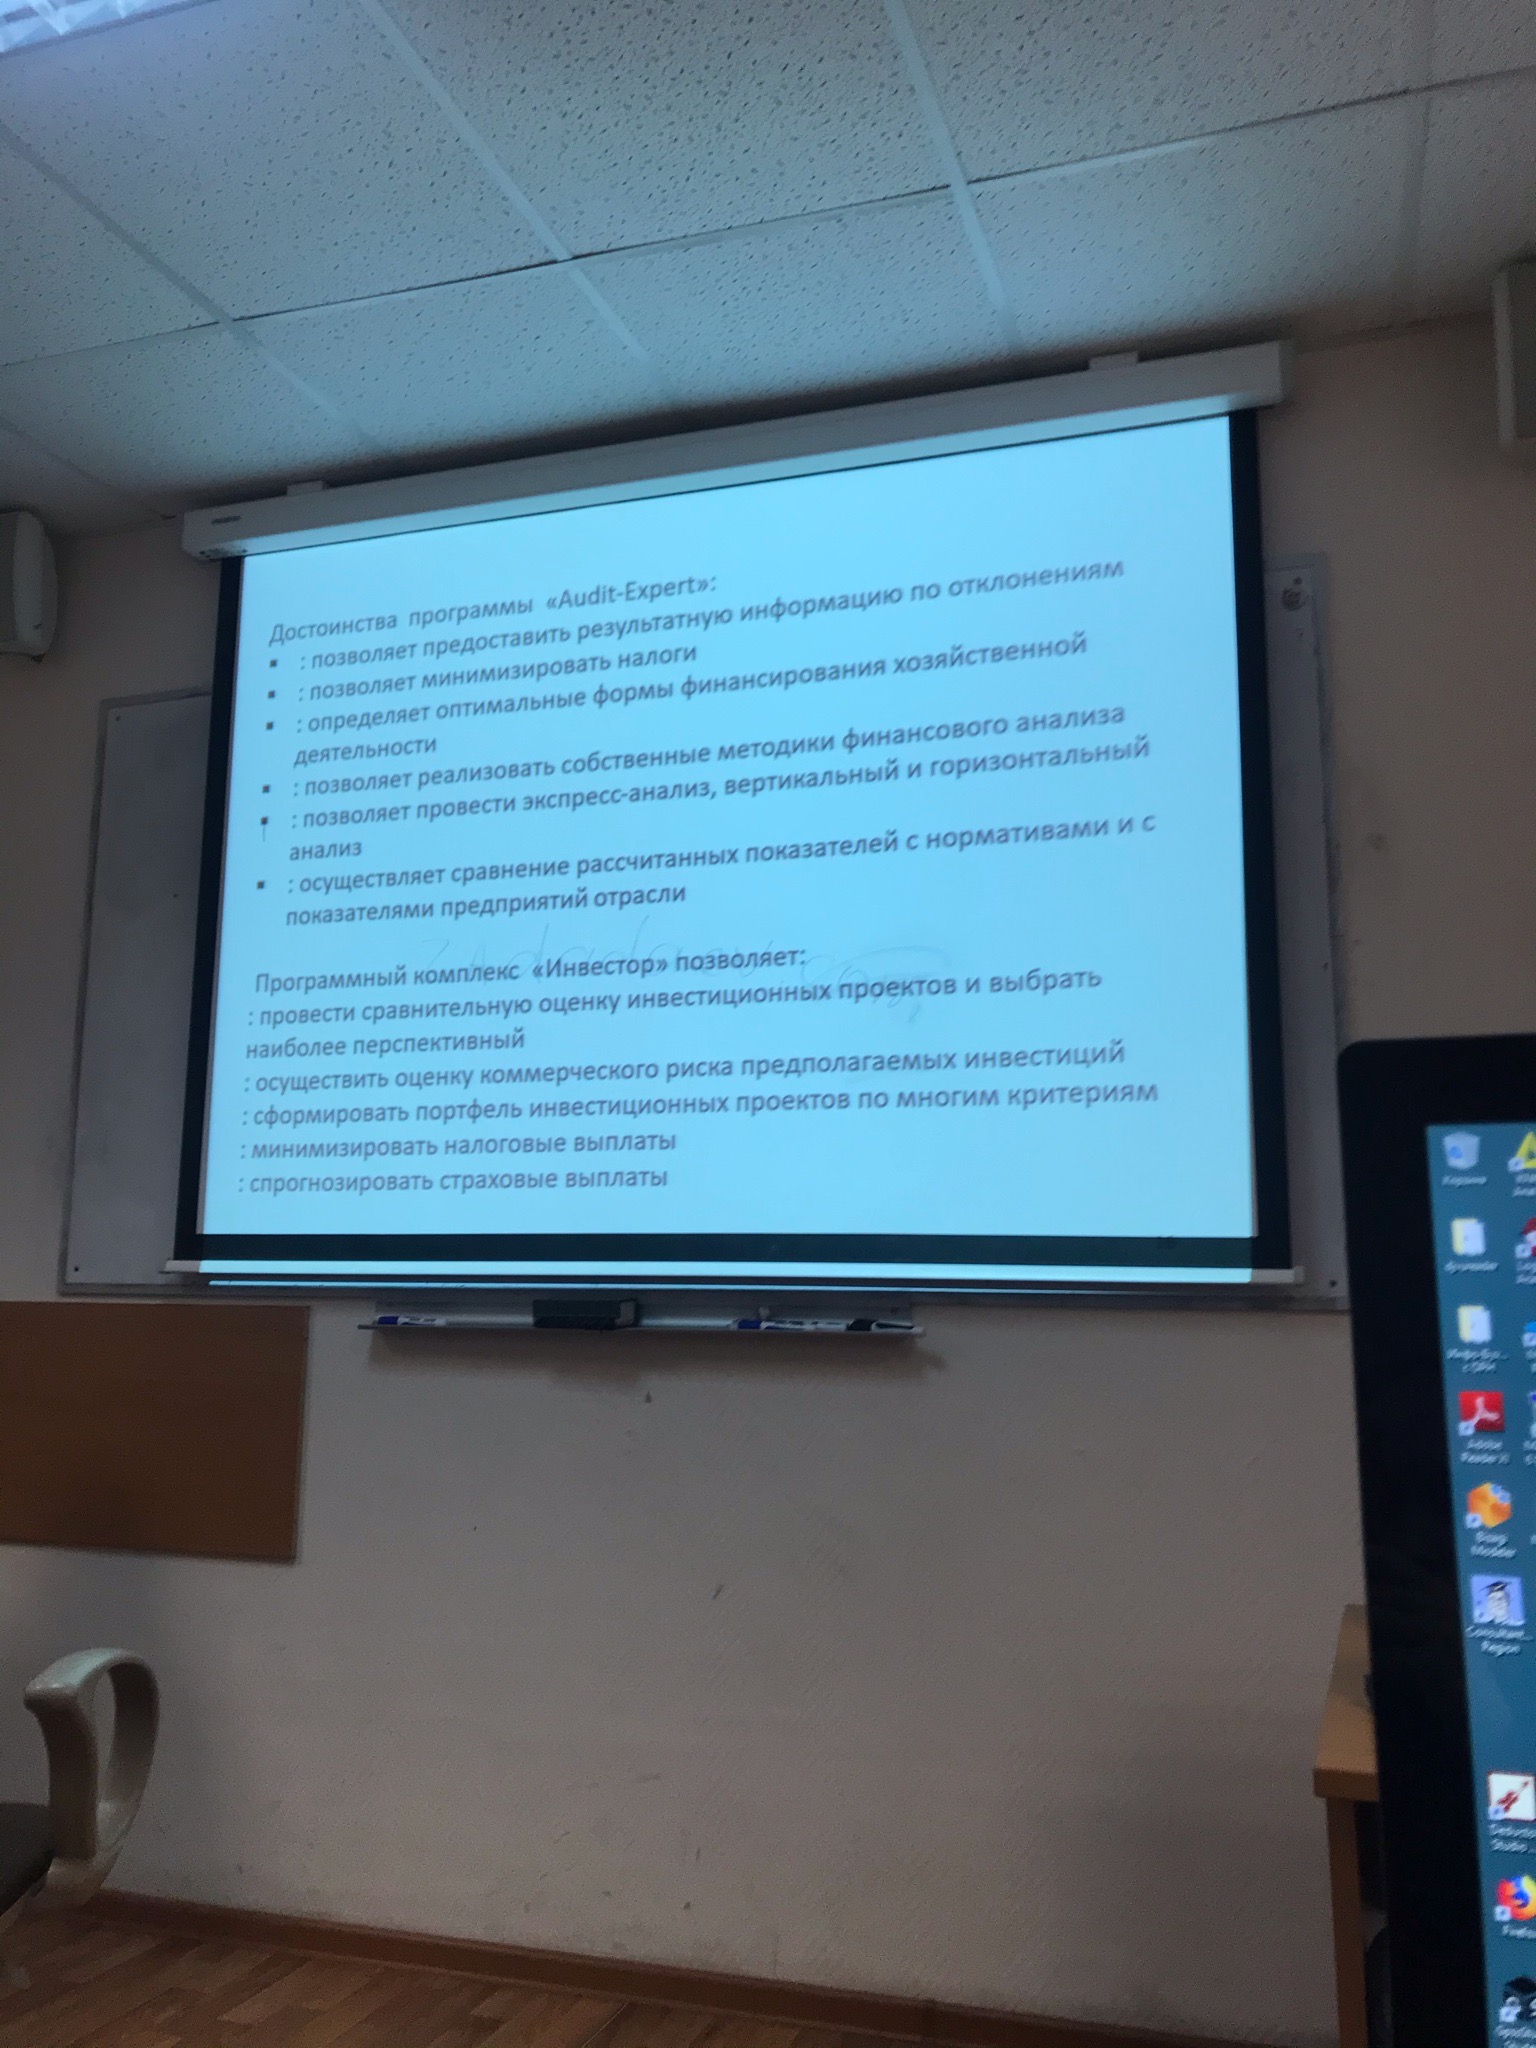 Достоинства программы «Audit-Expert»:
▪ : позволяет предоставить результатную информацию по отклонениям
▪ : позволяет минимизировать налоги
▪ : определяет оптимальные формы финансирования хозяйственной
деятельности
▪ : позволяет реализовать собственные методики финансового анализа
▪ : позволяет провести экспресс-анализ, вертикальный и горизонтальный
анализ
▪ : осуществляет сравнение рассчитанных показателей с нормативами и с
показателями предприятий отрасли
Программный комплекс «Инвестор» позволяет:
: провести сравнительную оценку инвестиционных проектов и выбрать
наиболее перспективный
: осуществить оценку коммерческого риска предполагаемых инвестиций
: сформировать портфель инвестиционных проектов по многим критериям
: минимизировать налоговые выплаты
: спрогнозировать страховые выплаты
Корзина
Adobe
Reader XI
Consultant...
Region
Studio